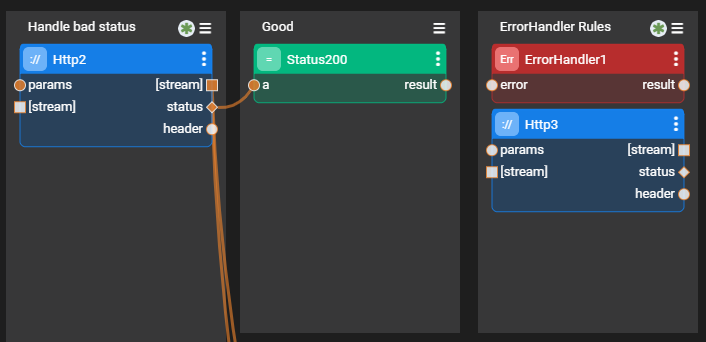 Handle bad status
:// Http2
params [stream]
[stream] status
header
Good
= Status200
a result
ErrorHandler Rules
Err ErrorHandler1
error result
:// Http3
params [stream]
[stream] status
header